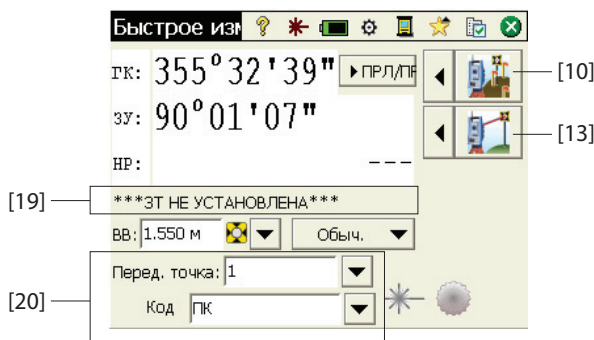 Быстрое изм
ГК: 355°32'39" ПРЛ/ПР
[10]
ЗУ: 90°01'07"
[13]
НР: ---
[19] ***ЗТ НЕ УСТАНОВЛЕНА***
ВВ: 1.550 м Обыч.
Перед. точка: 1
[20] Код ПК